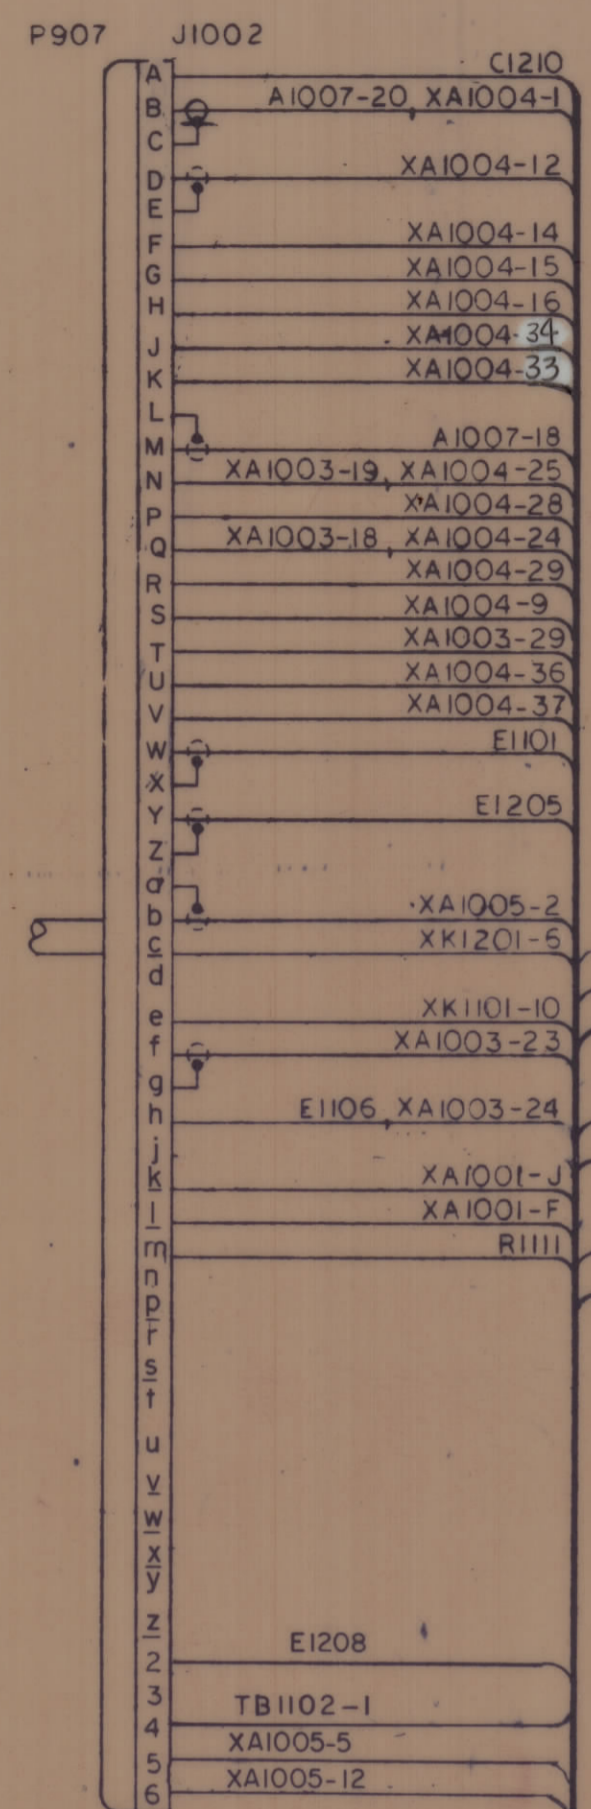 P907 J1002
A C1210
B A1007-20, XA1004-1
C
D XA1004-12
E
F XA1004-14
G XA1004-15
H XA1004-16
J XA1004-34
K XA1004-33
L
M A1007-18
N XA1003-19, XA1004-25
P XA1004-28
Q XA1003-18, XA1004-24
R XA1004-29
S XA1004-9
T XA1003-29
U XA1004-36
V XA1004-37
W E1101
X
Y E1205
Z
a
b XA1005-2
c XK1201-6
d
e XK1101-10
f XA1003-23
g
h E1106, XA1003-24
j
k XA1001-J
l XA1001-F
m R1111
n
p
r
s
t
u
v
w
x
y
z
2 E1208
3
4 TB1102-1
5 XA1005-5
6 XA1005-12